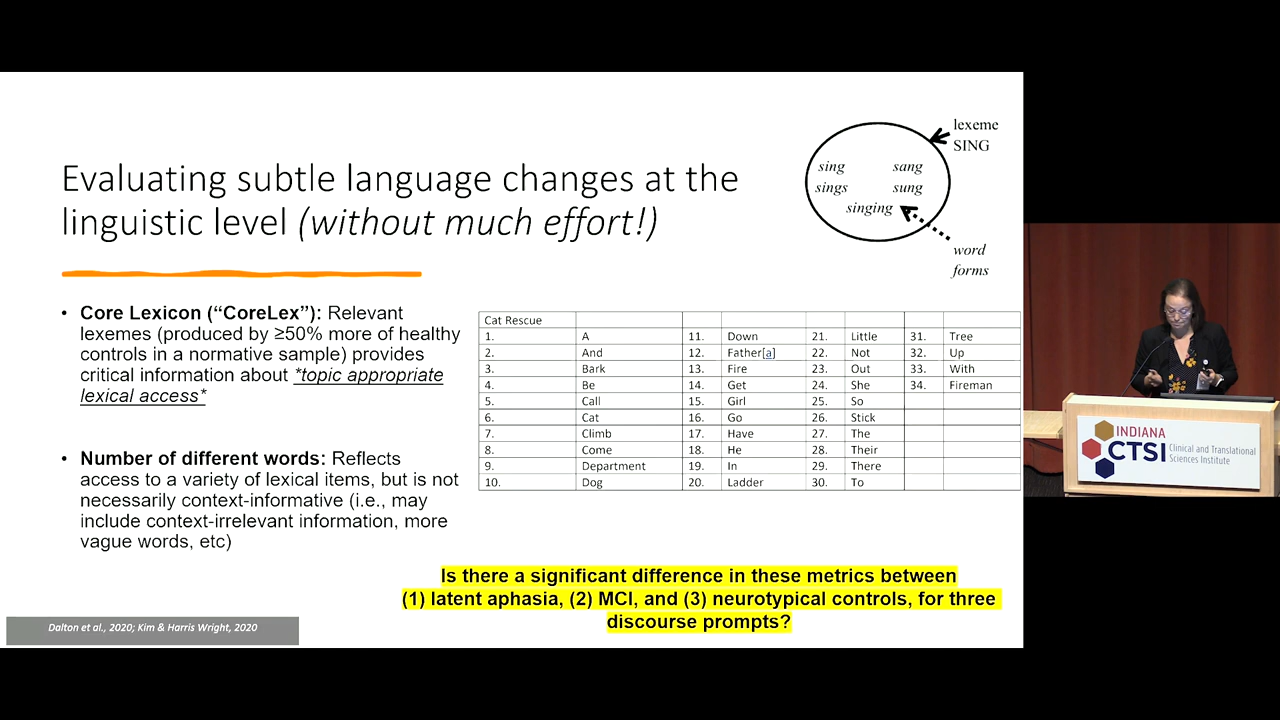 Evaluating subtle language changes at the
linguistic level (without much effort!)
lexeme
SING
sing sang
sings sung
singing
word
forms
• Core Lexicon (“CoreLex”): Relevant
lexemes (produced by ≥50% more of healthy
controls in a normative sample) provides
critical information about *topic appropriate
lexical access*
• Number of different words: Reflects
access to a variety of lexical items, but is not
necessarily context-informative (i.e., may
include context-irrelevant information, more
vague words, etc)
Cat Rescue
1. A 11. Down 21. Little 31. Tree
2. And 12. Father[a] 22. Not 32. Up
3. Bark 13. Fire 23. Out 33. With
4. Be 14. Get 24. She 34. Fireman
5. Call 15. Girl 25. So
6. Cat 16. Go 26. Stick
7. Climb 17. Have 27. The
8. Come 18. He 28. Their
9. Department 19. In 29. There
10. Dog 20. Ladder 30. To
Is there a significant difference in these metrics between
(1) latent aphasia, (2) MCI, and (3) neurotypical controls, for three
discourse prompts?
Dalton et al., 2020; Kim & Harris Wright, 2020
INDIANA
CTSI
Clinical and Translational
Sciences Institute